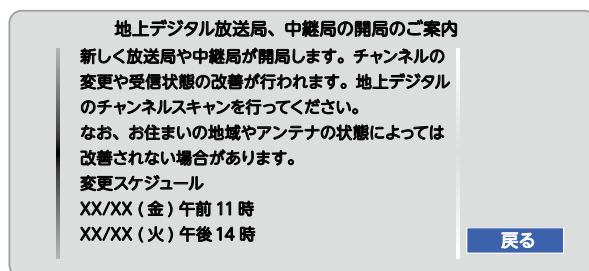 地上デジタル放送局、中継局の開局のご案内
新しく放送局や中継局が開局します。チャンネルの
変更や受信状態の改善が行われます。地上デジタル
のチャンネルスキャンを行ってください。
なお、お住まいの地域やアンテナの状態によっては
改善されない場合があります。
変更スケジュール
XX/XX (金) 午前 11 時
XX/XX (火) 午後 14 時
戻る